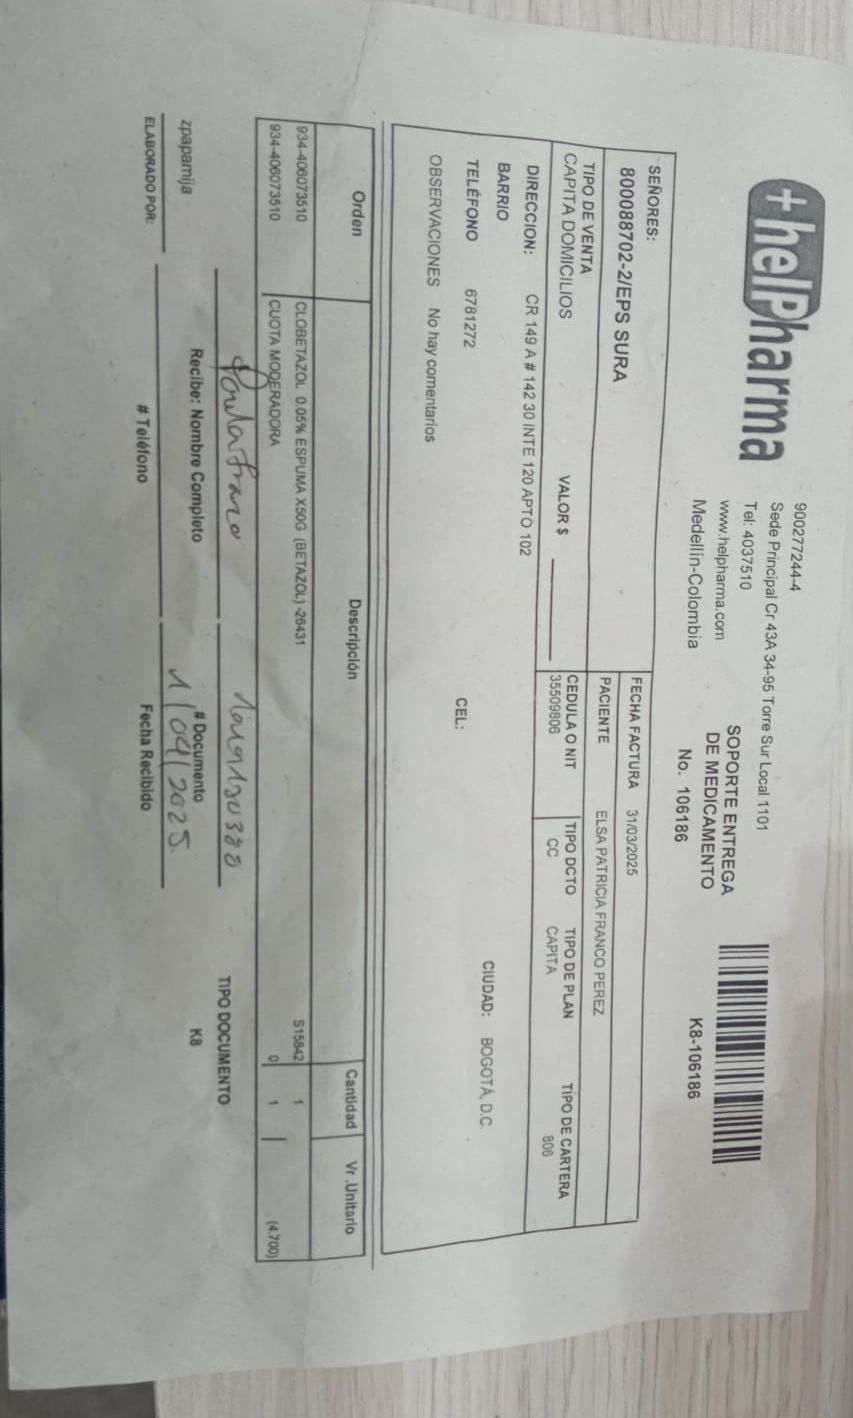 +helPharma
900277244-4
Sede Principal Cr 43A 34-95 Torre Sur Local 1101
Tel: 4037510
www.helpharma.com
Medellín-Colombia
SOPORTE ENTREGA
DE MEDICAMENTO
No. 106186
K8-106186
SEÑORES:
800088702-2/EPS SURA
FECHA FACTURA 31/03/2025
PACIENTE ELSA PATRICIA FRANCO PEREZ
TIPO DE VENTA
CAPITA DOMICILIOS
VALOR $
CEDULA O NIT
35509806
TIPO DCTO
CC
TIPO DE PLAN
CAPITA
TIPO DE CARTERA
806
DIRECCION: CR 149 A # 142 30 INTE 120 APTO 102
BARRIO
CIUDAD: BOGOTÁ, D.C.
TELÉFONO 6781272
CEL:
OBSERVACIONES No hay comentarios
Orden Descripción Cantidad Vr .Unitario
934-406073510 CLOBETAZOL 0.05% ESPUMA X50G (BETAZOL) -26431 S15842 1
934-406073510 CUOTA MODERADORA 0 1 (4.700)
Paula Franco
zpapamija
Recibe: Nombre Completo
# Documento
TIPO DOCUMENTO
K8
1/04/2025.
ELABORADO POR:
# Teléfono
Fecha Recibido